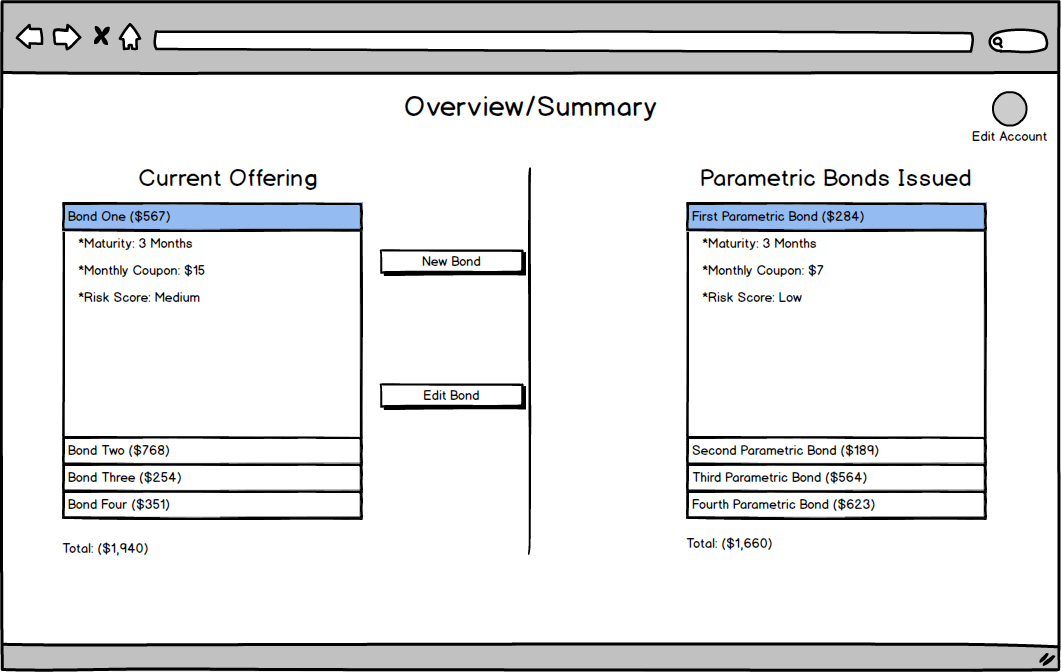 Overview/Summary
Edit Account
Current Offering
Bond One ($567)
*Maturity: 3 Months
*Monthly Coupon: $15
*Risk Score: Medium
Bond Two ($768)
Bond Three ($254)
Bond Four ($351)
Total: ($1,940)
New Bond
Edit Bond
Parametric Bonds Issued
First Parametric Bond ($284)
*Maturity: 3 Months
*Monthly Coupon: $7
*Risk Score: Low
Second Parametric Bond ($189)
Third Parametric Bond ($564)
Fourth Parametric Bond ($623)
Total: ($1,660)